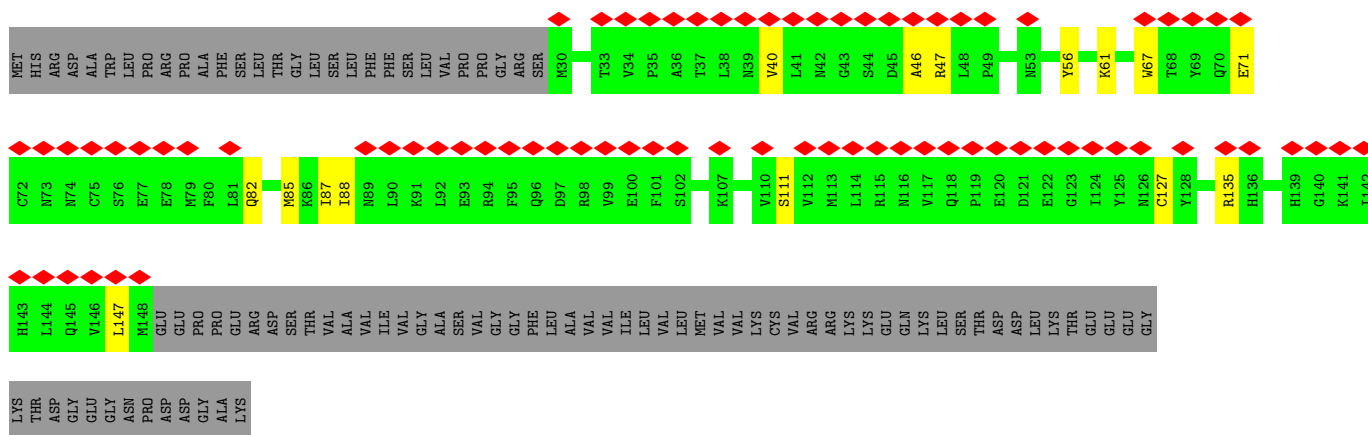 MET HIS ARG ASP ALA TRP LEU PRO ARG PRO ALA PHE SER LEU THR GLY LEU SER LEU PHE PHE SER LEU VAL PRO PRO GLY ARG SER M30 T33 V34 P35 A36 T37 L38 N39 V40 L41 N42 G43 S44 D45 A46 R47 L48 P49 N53 Y56 K61 W67 T68 Y69 Q70 E71
C72 N73 N74 C75 S76 E77 E78 M79 F80 L81 Q82 M85 K86 I87 I88 N89 L90 K91 L92 E93 R94 F95 Q96 D97 R98 V99 E100 F101 S102 K107 V110 S111 V112 M113 L114 R115 N116 V117 Q118 P119 E120 D121 E122 G123 I124 Y125 N126 C127 Y128 R135 H136 H139 G140 K141 I142
H143 L144 Q145 V146 L147 M148 GLU GLU PRO PRO GLU ARG ASP SER THR VAL ALA VAL ILE VAL GLY ALA SER VAL GLY GLY PHE LEU ALA VAL VAL ILE LEU VAL LEU MET VAL VAL LYS CYS VAL ARG ARG LYS LYS GLU GLN LYS LEU SER THR ASP ASP LEU LYS THR GLU GLU GLU GLY
LYS THR ASP GLY GLU GLY ASN PRO ASP ASP GLY ALA LYS